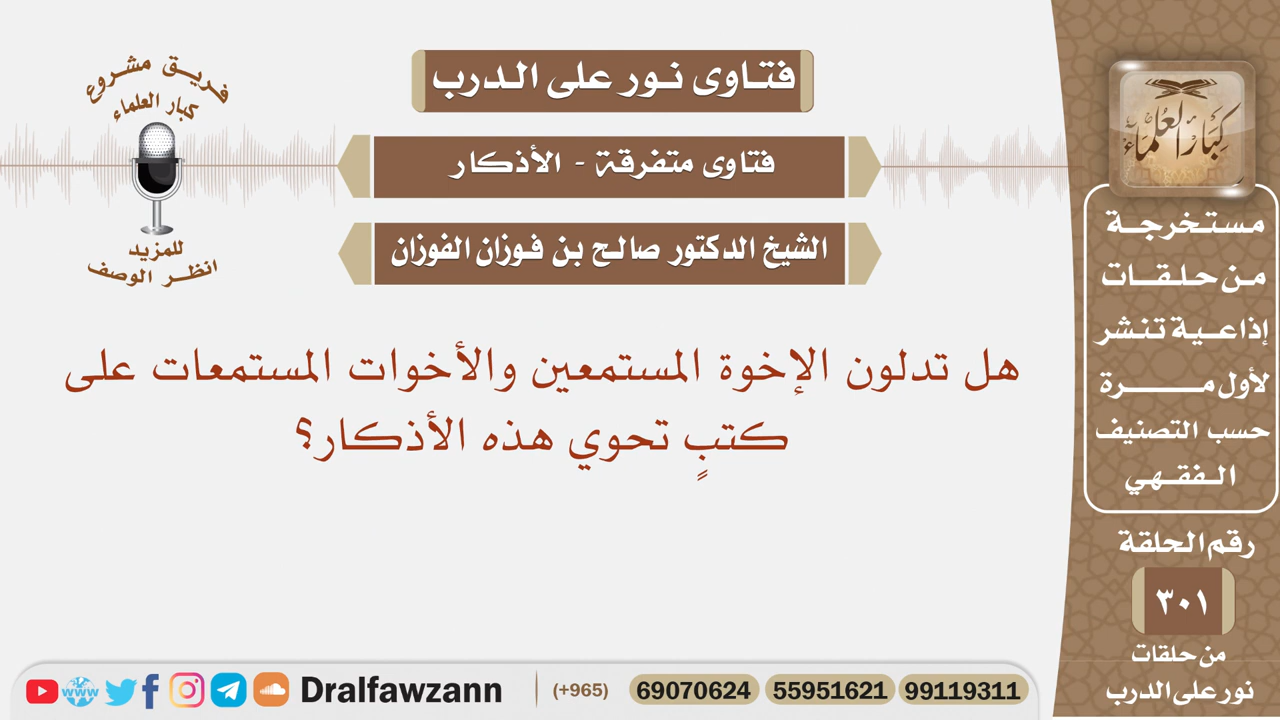 فتاوى نور على الدرب
فتاوى متفرقة - الأذكار
الشيخ الدكتور صالح بن فوزان الفوزان
هل تدلون الإخوة المستمعين والأخوات المستمعات على
كتبٍ تحوي هذه الأذكار؟
فريق مشروع
كبار العلماء
للمزيد
انظر الوصف
كبار العلماء
مستخرجة
من حلقات
إذاعية تنشر
لأول مرة
حسب التصنيف
الفقهي
رقم الحلقة
٣٠١
من حلقات
نور على الدرب
Dralfawzann (+965) 69070624 55951621 99119311